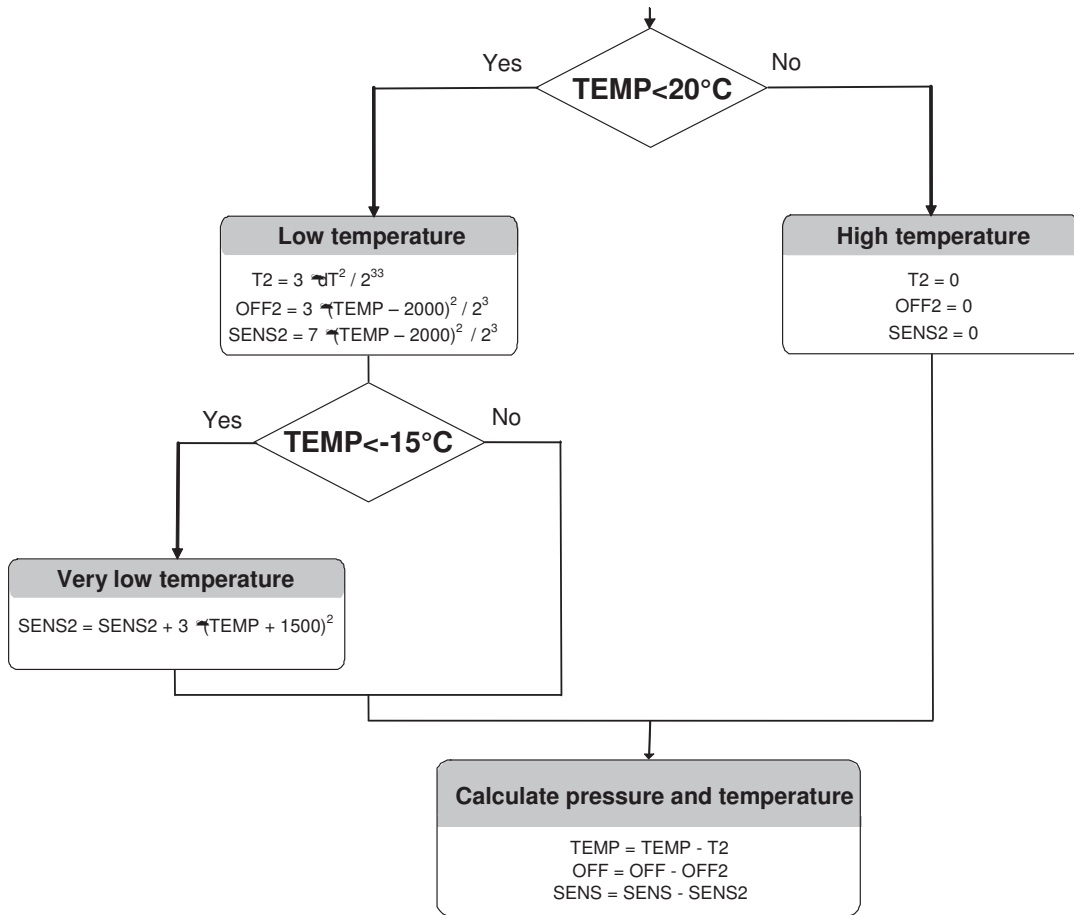 Yes
No
TEMP<20°C
Low temperature
T2 = 3 dT² / 2³³
OFF2 = 3 (TEMP – 2000)² / 2³
SENS2 = 7 (TEMP – 2000)² / 2³
High temperature
T2 = 0
OFF2 = 0
SENS2 = 0
Yes
No
TEMP<-15°C
Very low temperature
SENS2 = SENS2 + 3 (TEMP + 1500)²
Calculate pressure and temperature
TEMP = TEMP - T2
OFF = OFF - OFF2
SENS = SENS - SENS2